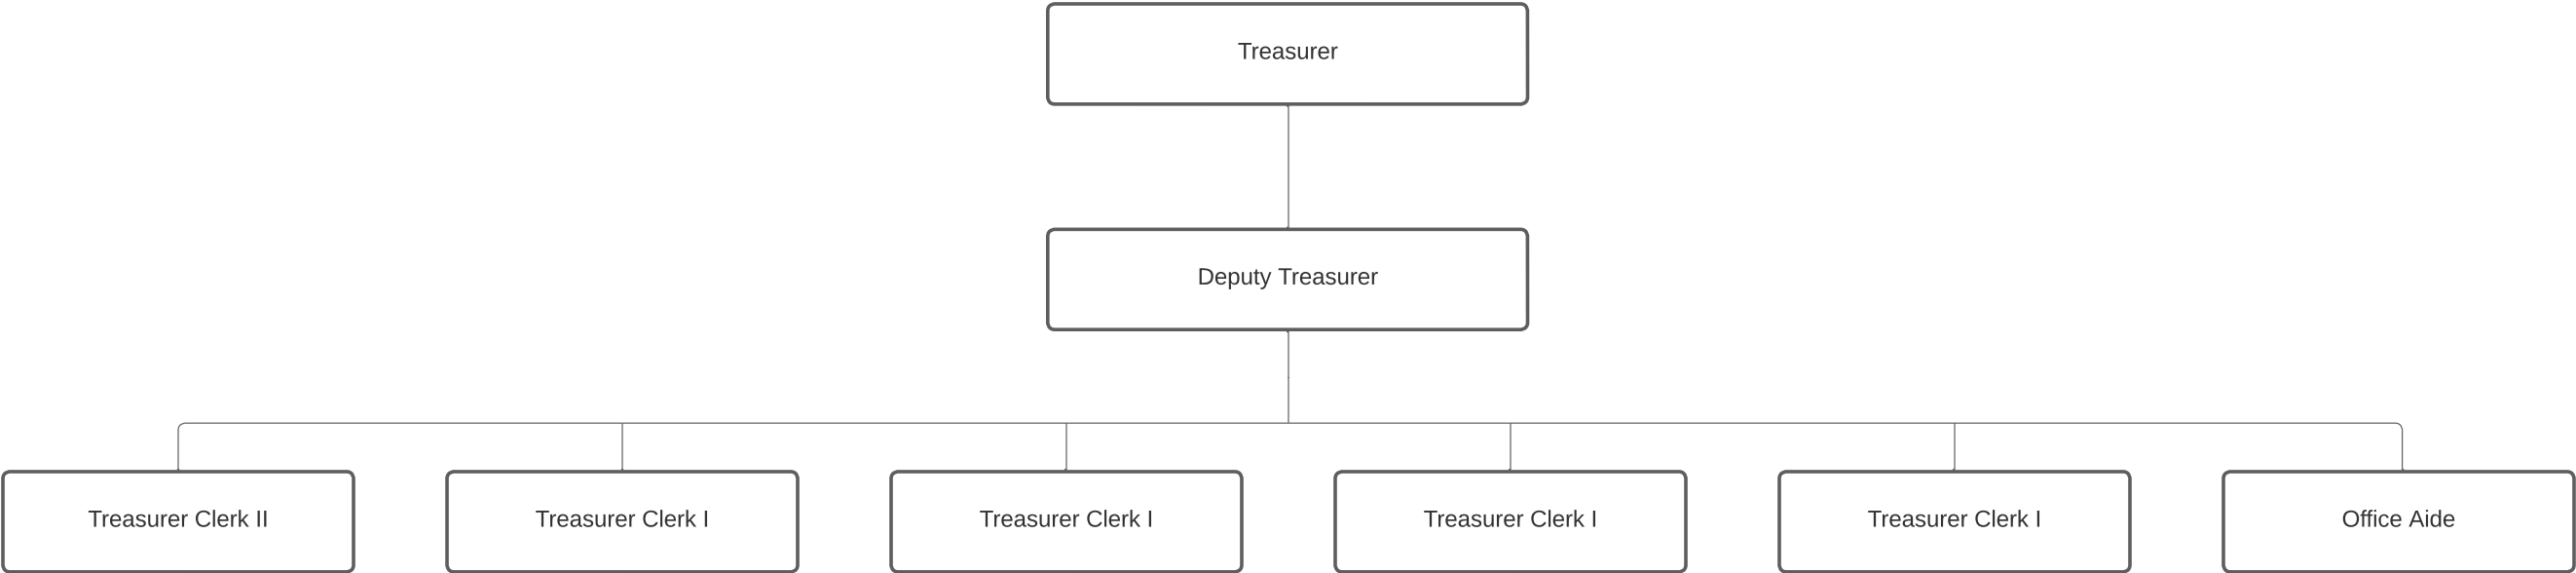 Treasurer
Deputy Treasurer
Treasurer Clerk II
Treasurer Clerk I
Treasurer Clerk I
Treasurer Clerk I
Treasurer Clerk I
Office Aide